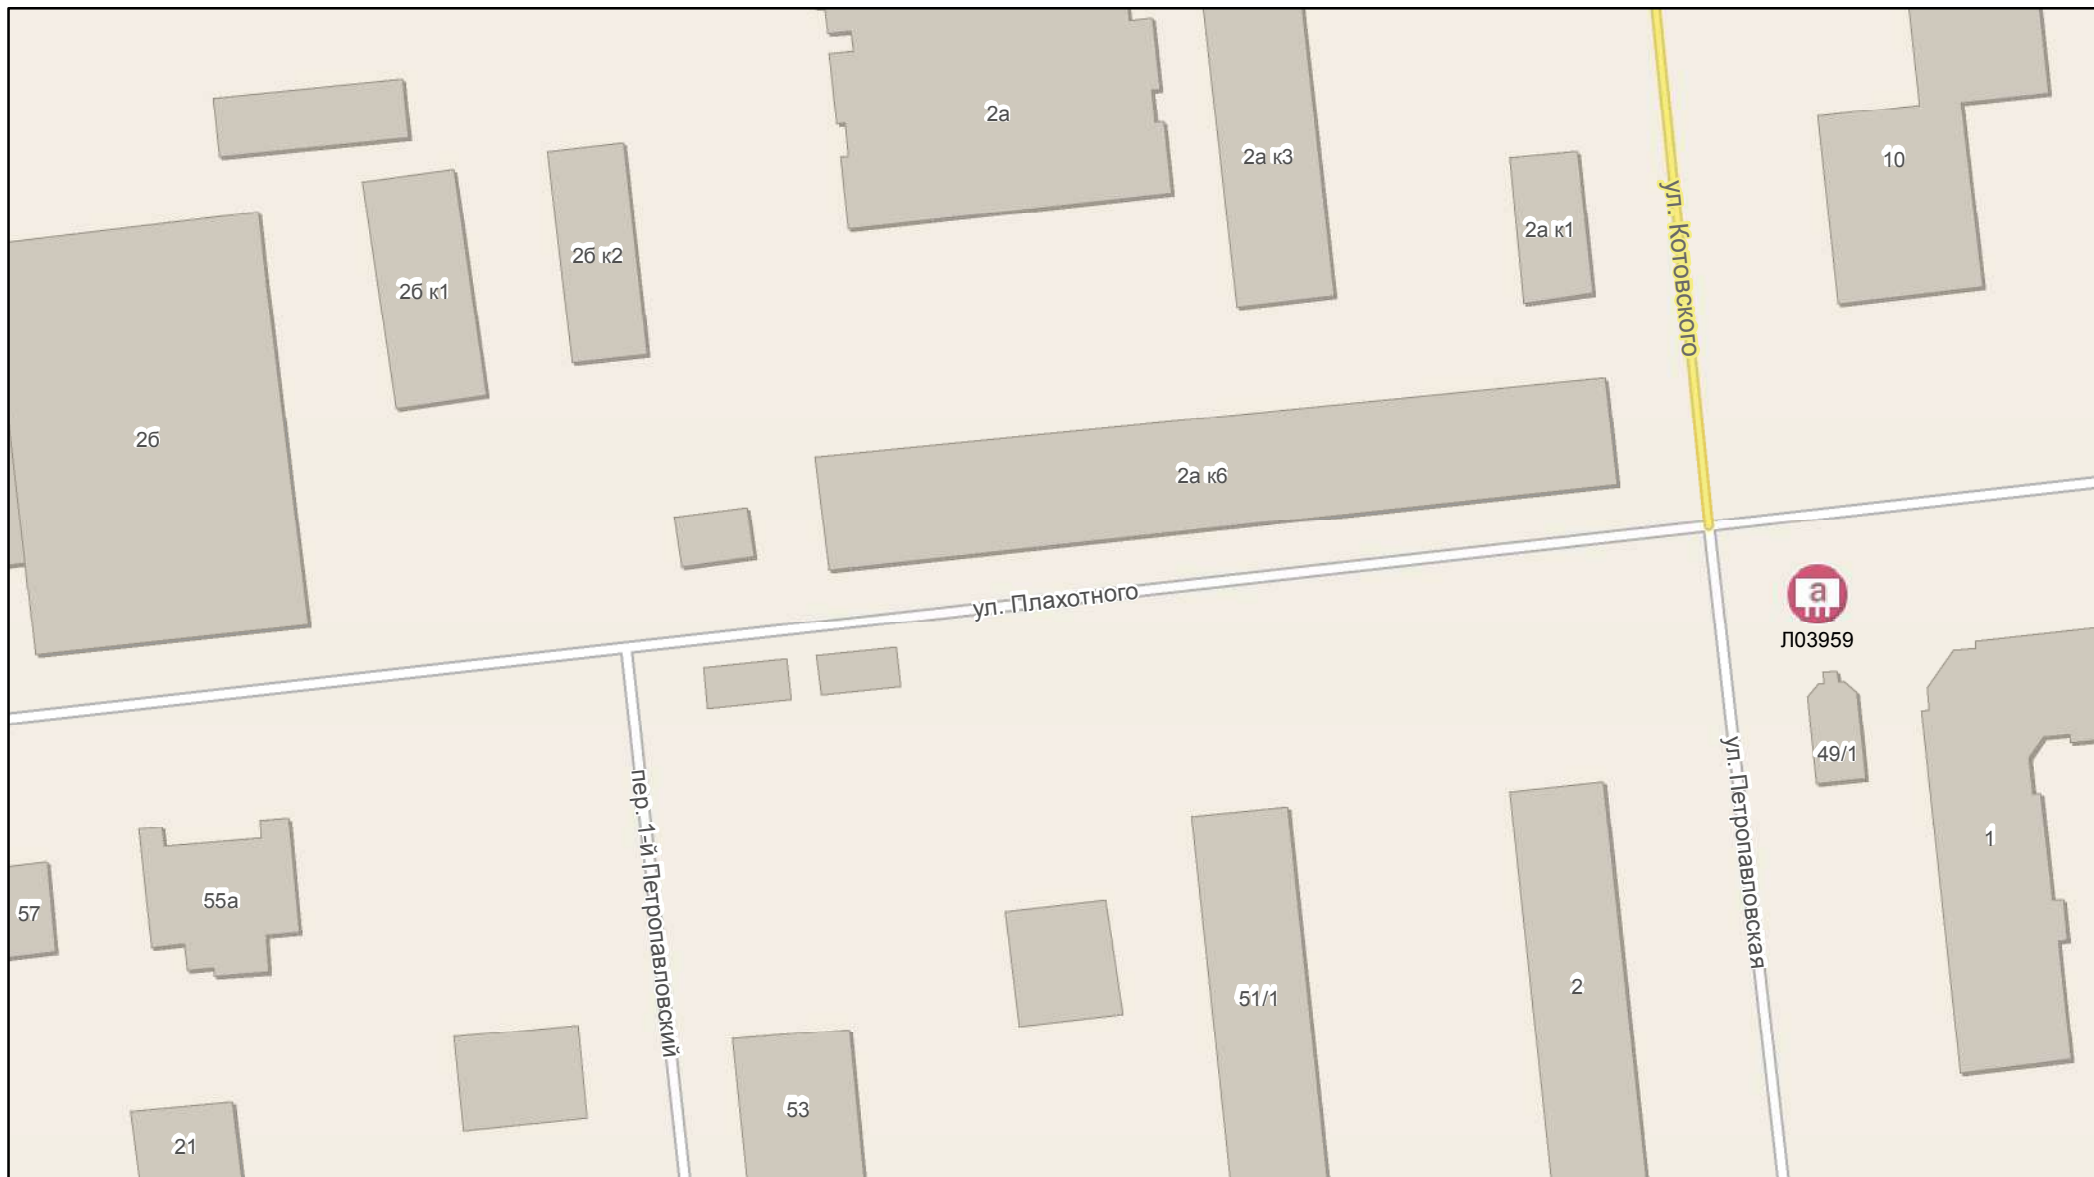 2а
2а к3
10
2а к1
ул. Котовского
2б к2
2б к1
2б
2а к6
ул. Плахотного
а
Л03959
49/1
ул. Петропавловская
1
пер. 1-й Петропавловский
55а
57
51/1
2
53
21